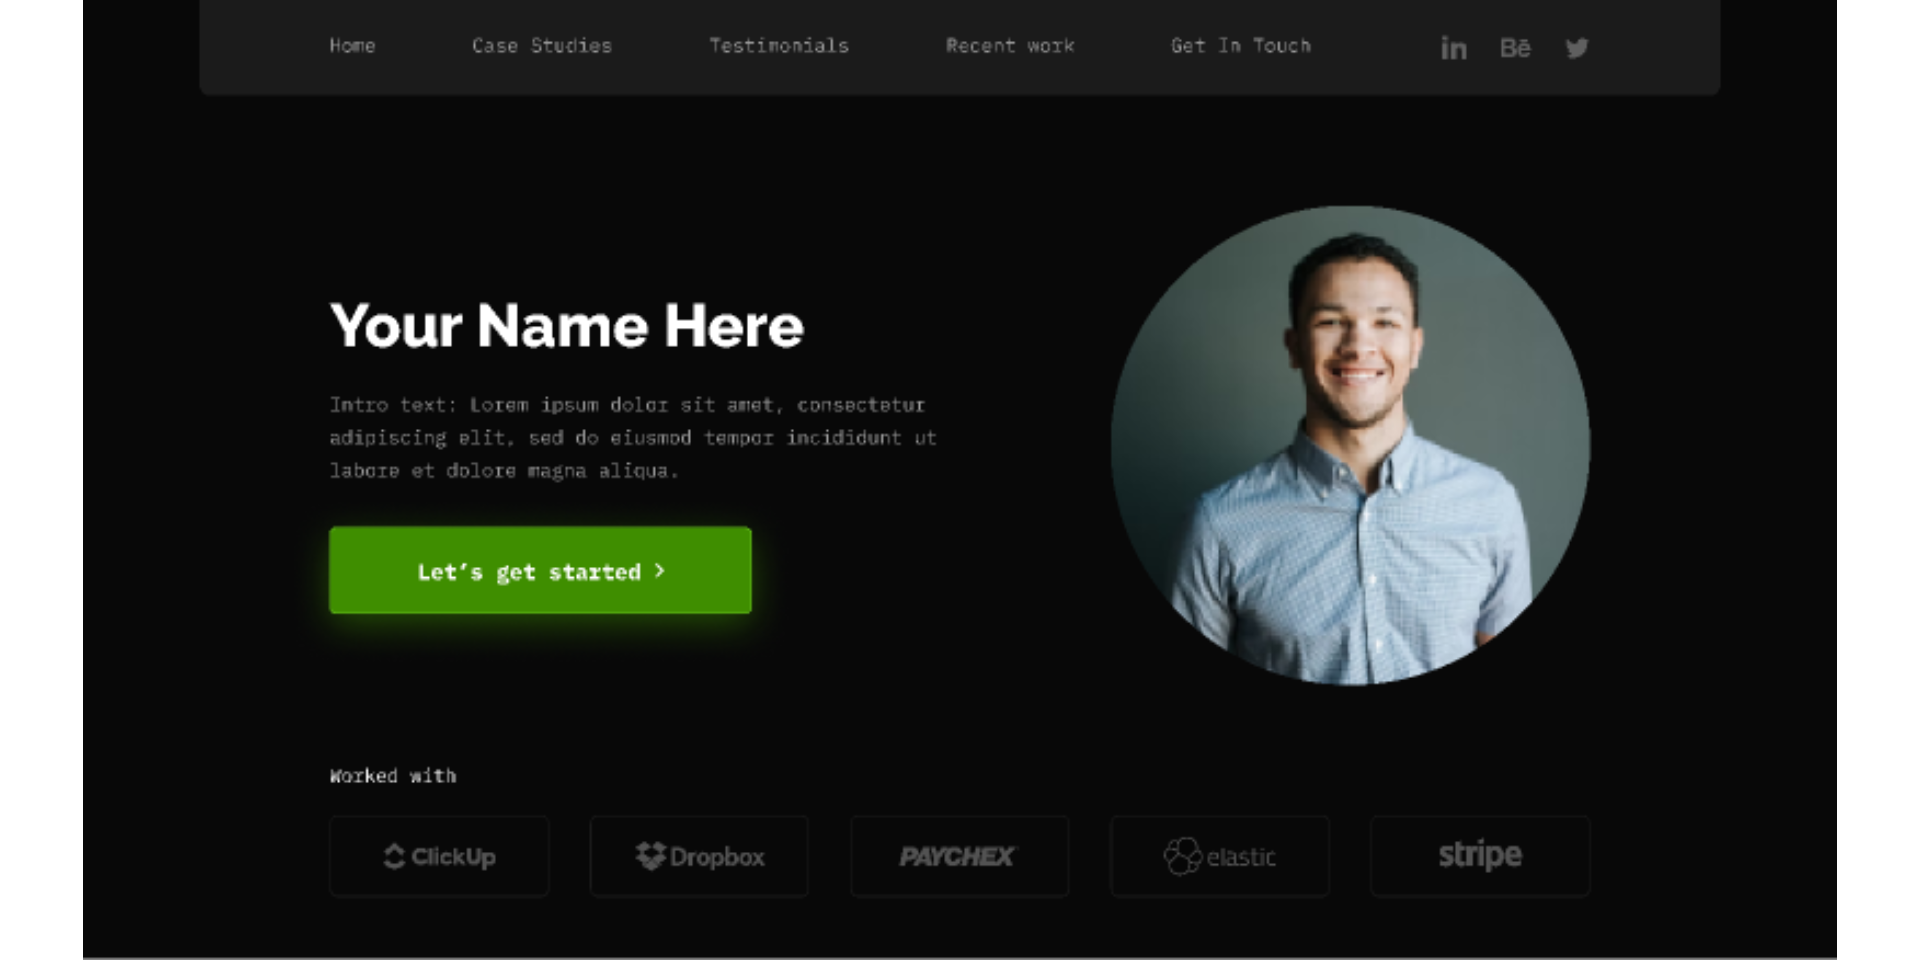 Home Case Studies Testimonials Recent work Get In Touch in Bē
Your Name Here
Intro text: Lorem ipsum dolor sit amet, consectetur
adipiscing elit, sed do eiusmod tempor incididunt ut
labore et dolore magna aliqua.
Let’s get started >
Worked with
ClickUp Dropbox PAYCHEX elastic stripe